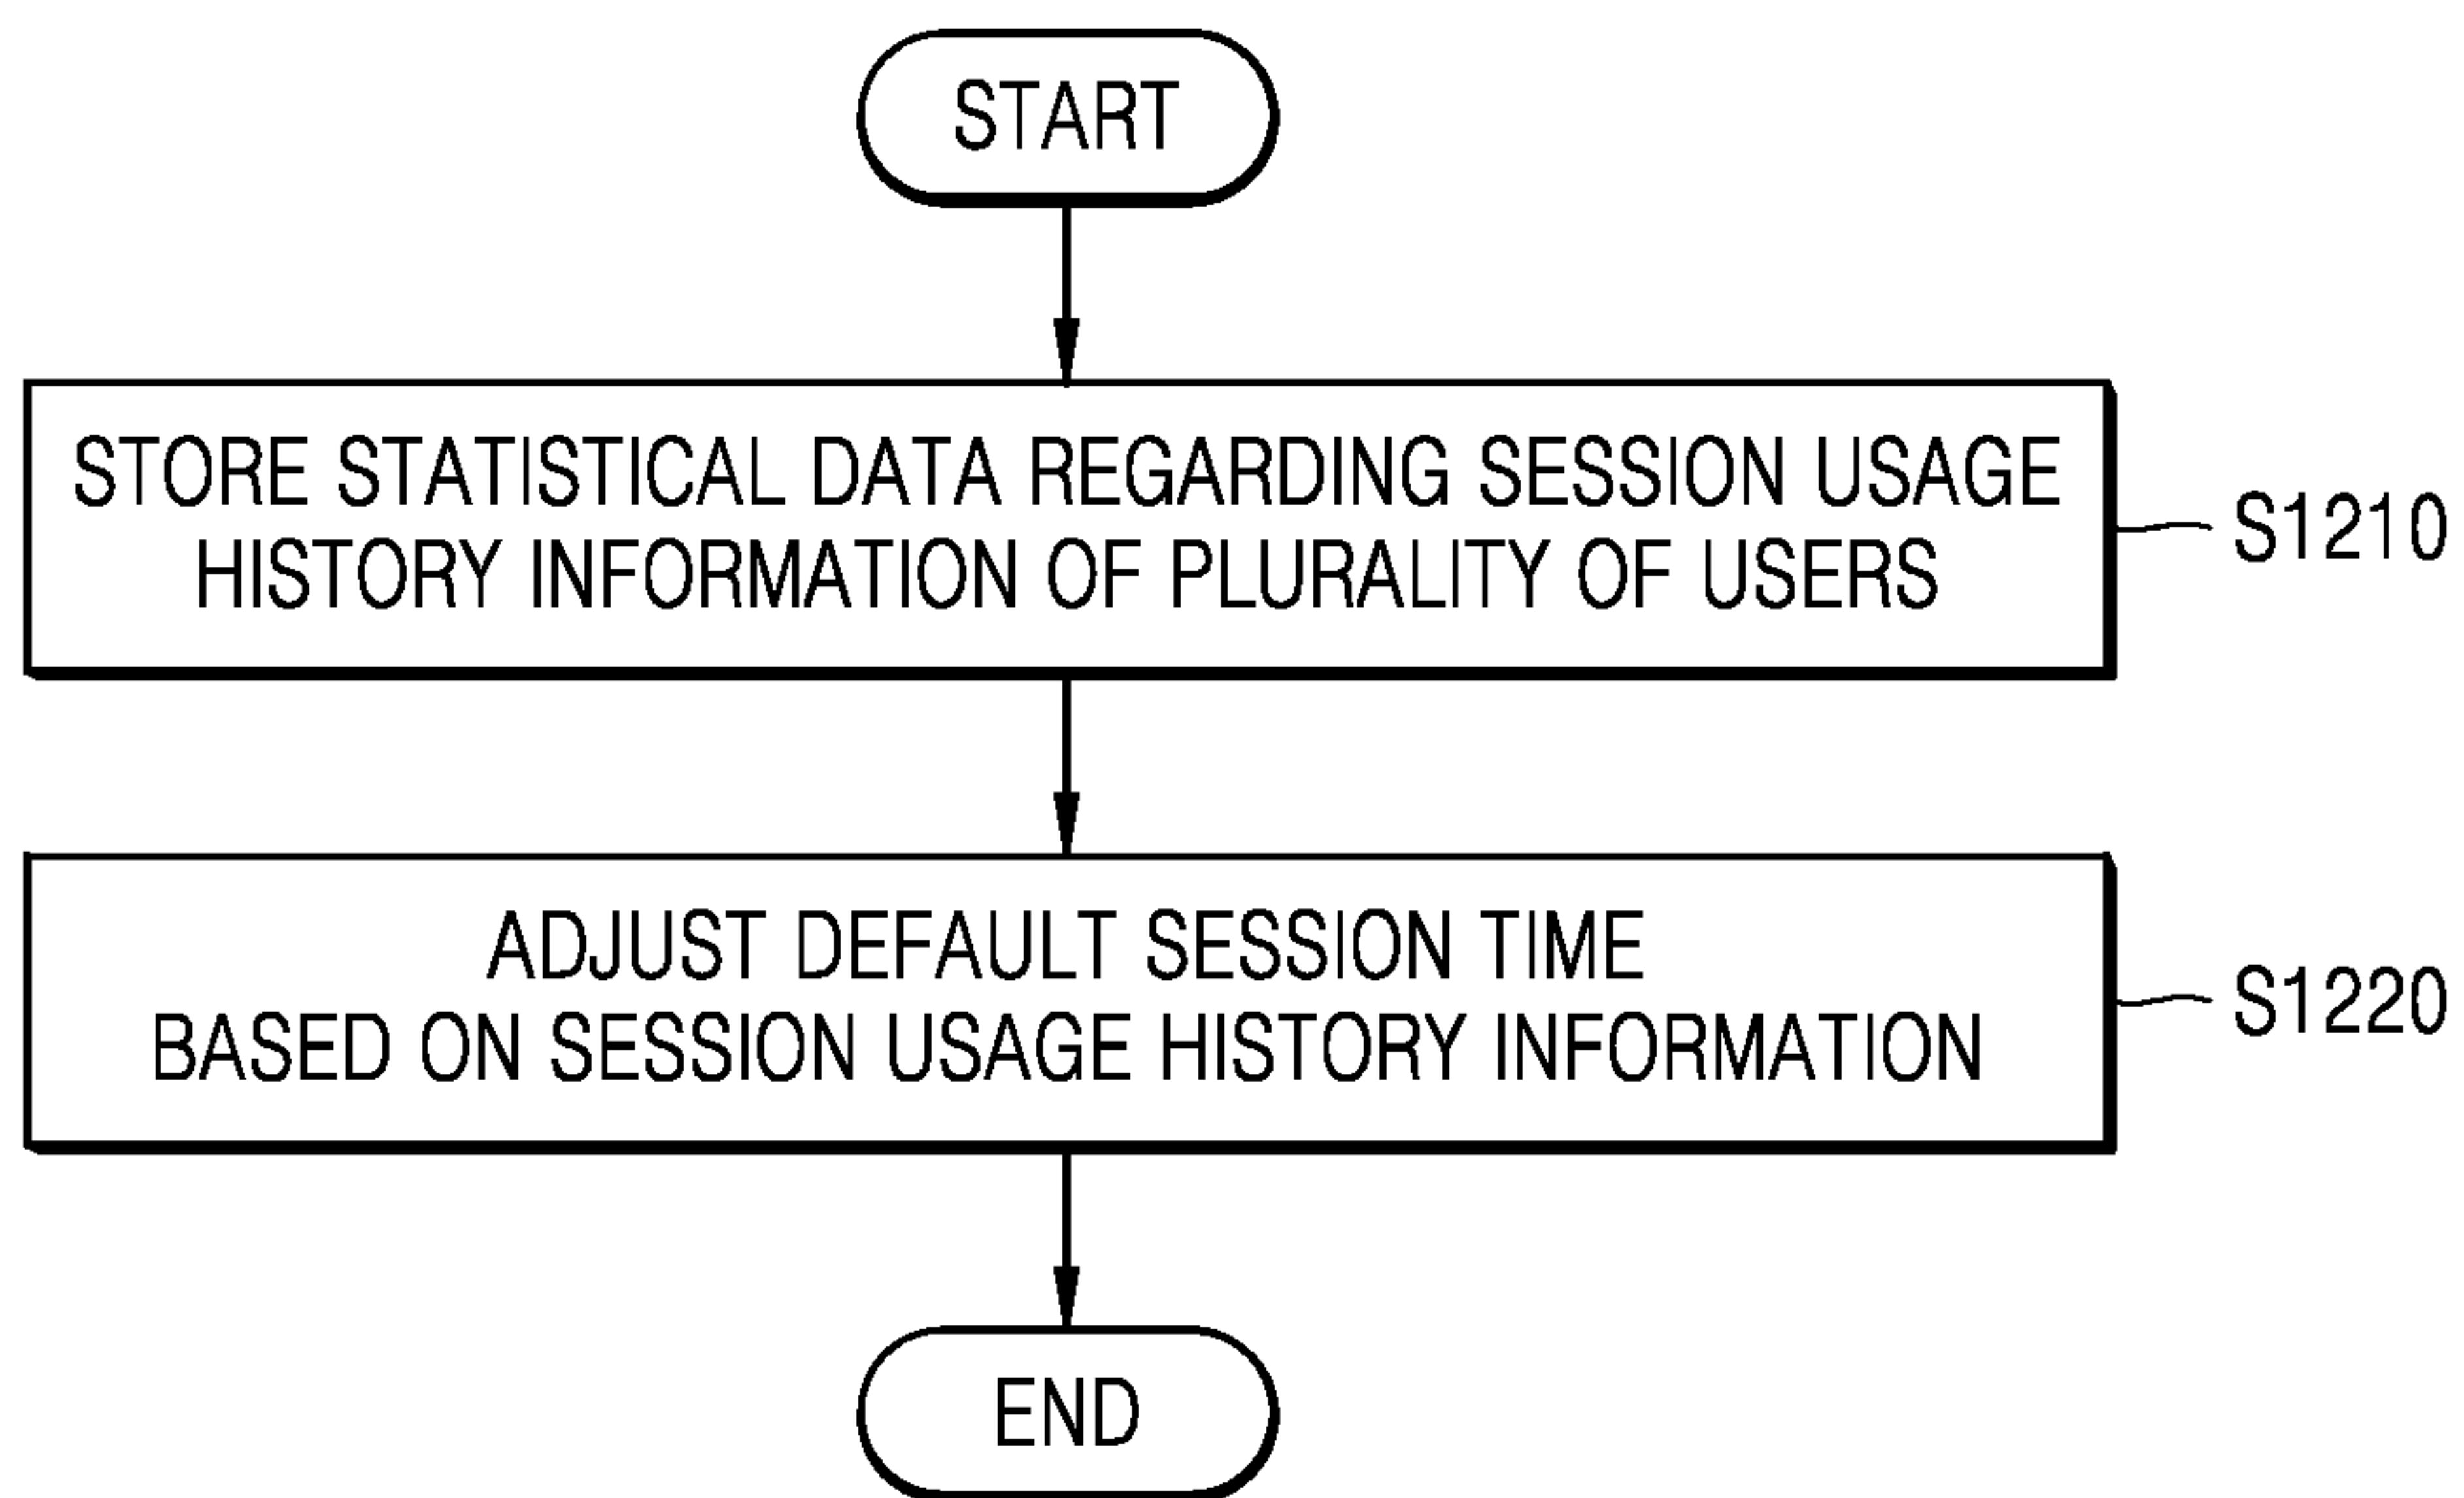 START
STORE STATISTICAL DATA REGARDING SESSION USAGE
HISTORY INFORMATION OF PLURALITY OF USERS
S1210
ADJUST DEFAULT SESSION TIME
BASED ON SESSION USAGE HISTORY INFORMATION
S1220
END